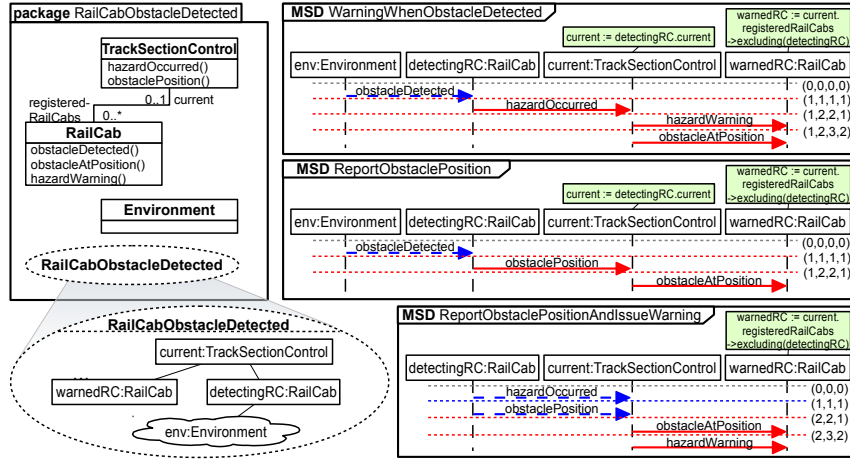 package RailCabObstacleDetected
TrackSectionControl
hazardOccurred()
obstaclePosition()
registered-
RailCabs
0..1
current
0..*
RailCab
obstacleDetected()
obstacleAtPosition()
hazardWarning()
Environment
RailCabObstacleDetected
RailCabObstacleDetected
current:TrackSectionControl
...
warnedRC:RailCab
detectingRC:RailCab
env:Environment
MSD WarningWhenObstacleDetected
current := detectingRC.current
warnedRC := current.
registeredRailCabs
->excluding(detectingRC)
env:Environment
detectingRC:RailCab
current:TrackSectionControl
warnedRC:RailCab
(0,0,0,0)
obstacleDetected
(1,1,1,1)
hazardOccurred
(1,2,2,1)
hazardWarning
(1,2,3,2)
obstacleAtPosition
MSD ReportObstaclePosition
current := detectingRC.current
warnedRC := current.
registeredRailCabs
->excluding(detectingRC)
env:Environment
detectingRC:RailCab
current:TrackSectionControl
warnedRC:RailCab
(0,0,0,0)
obstacleDetected
(1,1,1,1)
obstaclePosition
(1,2,2,1)
obstacleAtPosition
MSD ReportObstaclePositionAndIssueWarning
warnedRC := current.
registeredRailCabs
->excluding(detectingRC)
detectingRC:RailCab
current:TrackSectionControl
warnedRC:RailCab
(0,0,0)
hazardOccurred
(1,1,1)
obstaclePosition
(2,2,1)
obstacleAtPosition
(2,3,2)
hazardWarning